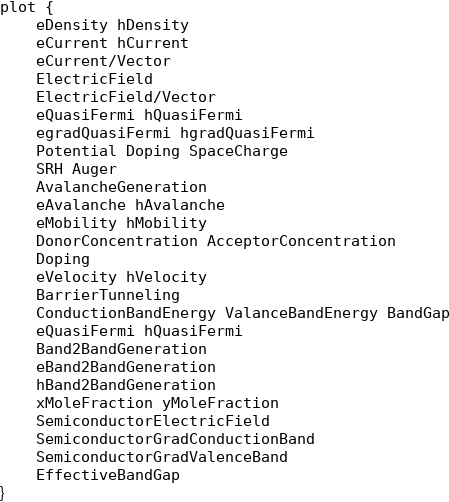 plot {
    eDensity hDensity
    eCurrent hCurrent
    eCurrent/Vector
    ElectricField
    ElectricField/Vector
    eQuasiFermi hQuasiFermi
    egradQuasiFermi hgradQuasiFermi
    Potential Doping SpaceCharge
    SRH Auger
    AvalancheGeneration
    eAvalanche hAvalanche
    eMobility hMobility
    DonorConcentration AcceptorConcentration
    Doping
    eVelocity hVelocity
    BarrierTunneling
    ConductionBandEnergy ValanceBandEnergy BandGap
    eQuasiFermi hQuasiFermi
    Band2BandGeneration
    eBand2BandGeneration
    hBand2BandGeneration
    xMoleFraction yMoleFraction
    SemiconductorElectricField
    SemiconductorGradConductionBand
    SemiconductorGradValenceBand
    EffectiveBandGap
}